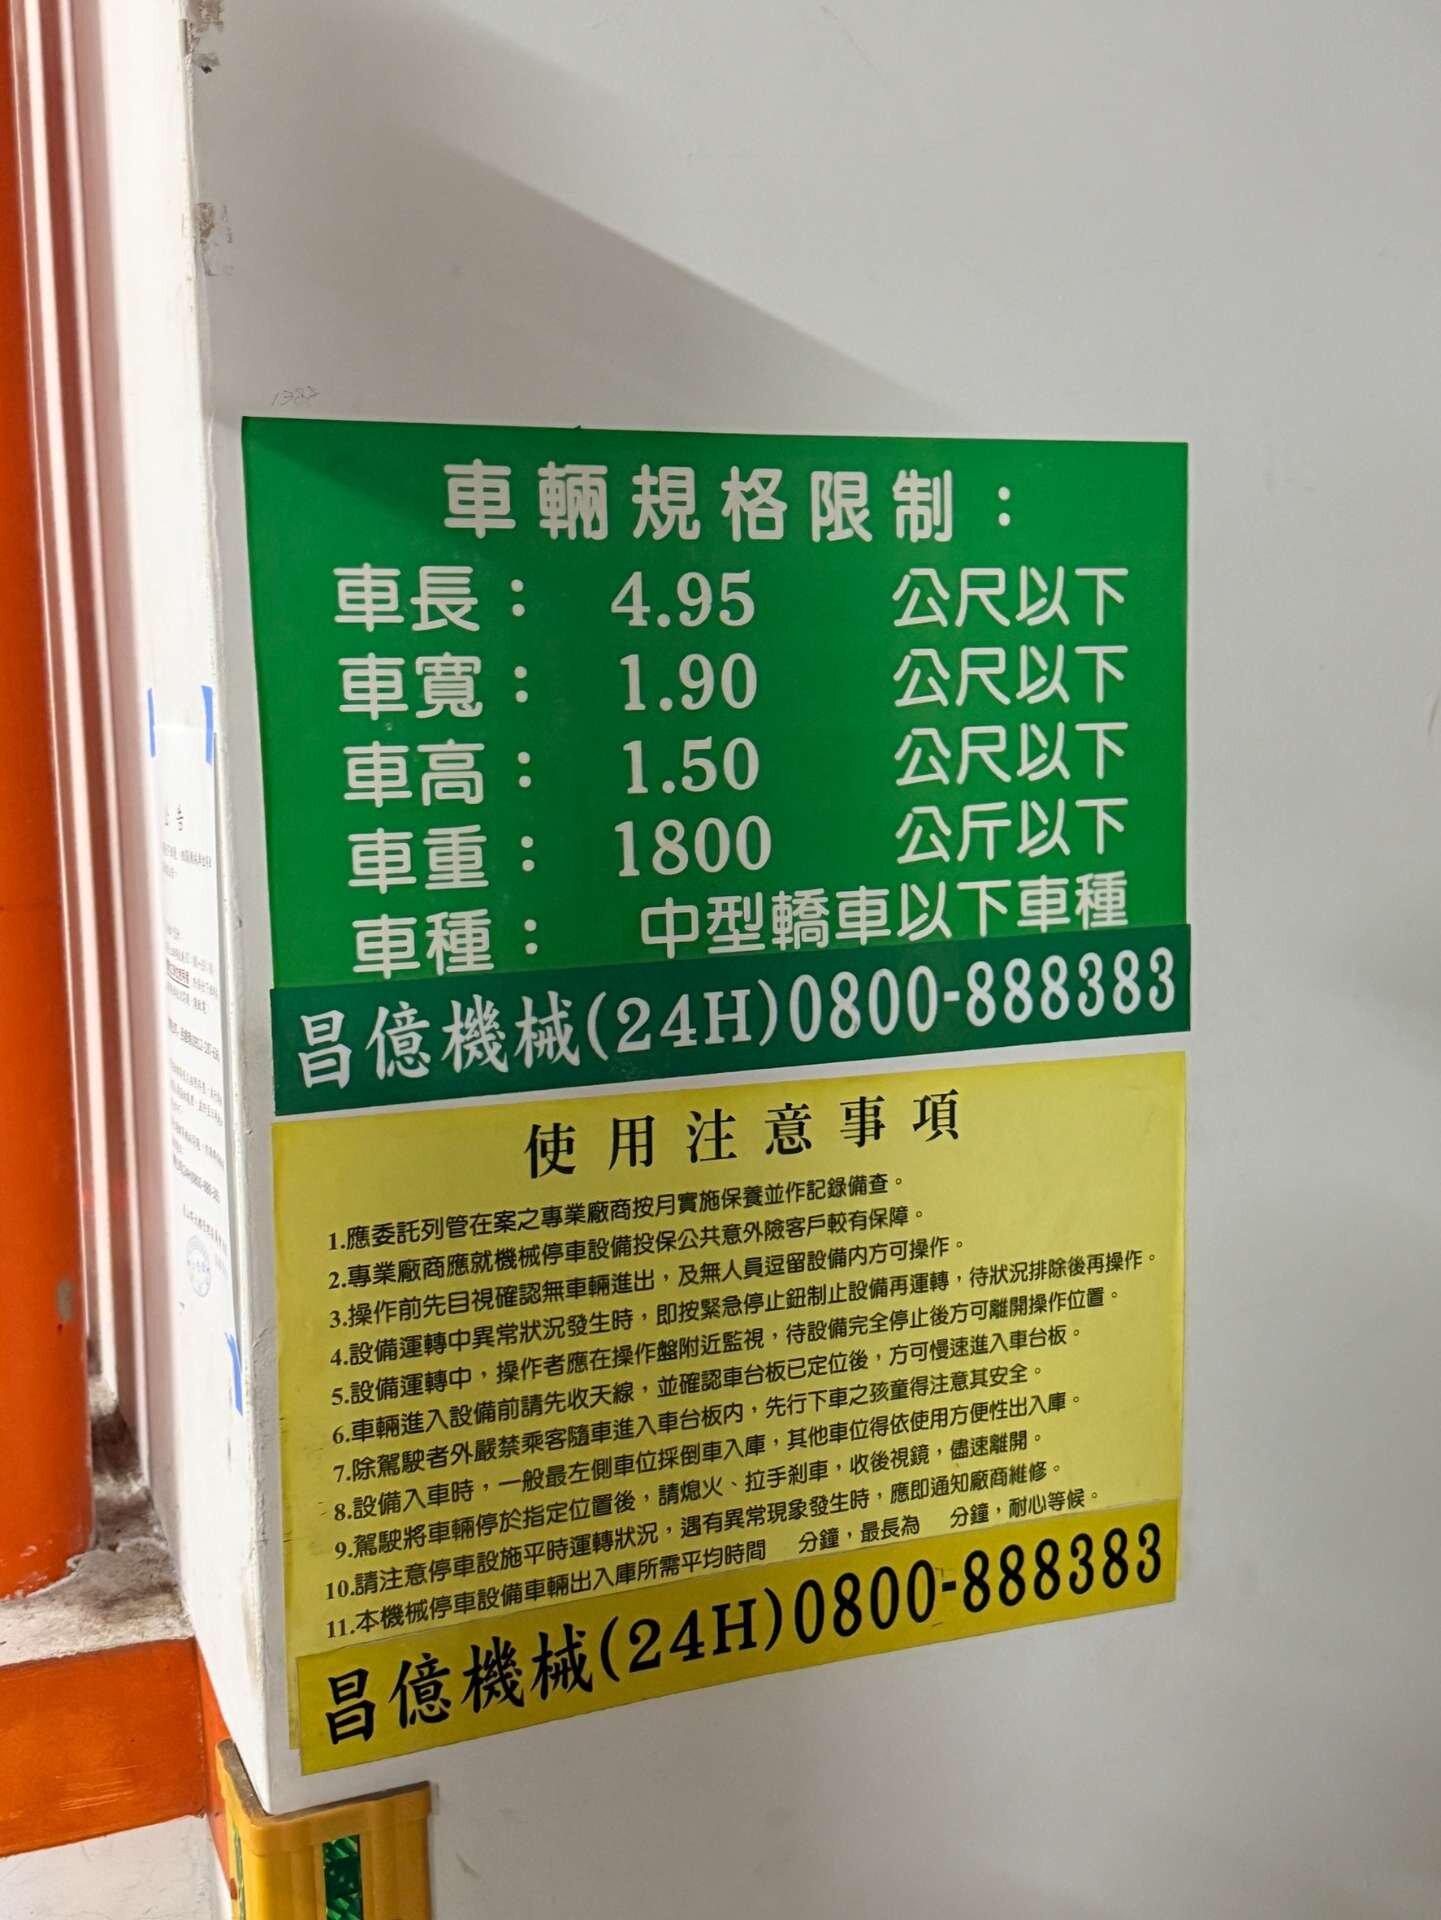 車輛規格限制：
車長： 4.95 公尺以下
車寬： 1.90 公尺以下
車高： 1.50 公尺以下
車重： 1800 公斤以下
車種： 中型轎車以下車種
昌億機械(24H)0800-888383
使用注意事項
1.應委託列管在案之專業廠商按月實施保養並作記錄備查。
2.專業廠商應就機械停車設備投保公共意外險客戶較有保障。
3.操作前先目視確認無車輛進出，及無人員逗留設備內方可操作。
4.設備運轉中異常狀況發生時，即按緊急停止鈕制止設備再運轉，待狀況排除後再操作。
5.設備運轉中，操作者應在操作盤附近監視，待設備完全停止後方可離開操作位置。
6.車輛進入設備前請先收天線，並確認車台板已定位後，方可慢速進入車台板。
7.除駕駛者外嚴禁乘客隨車進入車台板內，先行下車之孩童得注意其安全。
8.設備入車時，一般最左側車位採倒車入庫，其他車位得依使用方便性出入庫。
9.駕駛將車輛停於指定位置後，請熄火、拉手剎車，收後視鏡，儘速離開。
10.請注意停車設施平時運轉狀況，遇有異常現象發生時，應即通知廠商維修。
11.本機械停車設備車輛出入庫所需平均時間 分鐘，最長為 分鐘，耐心等候。
昌億機械(24H)0800-888383